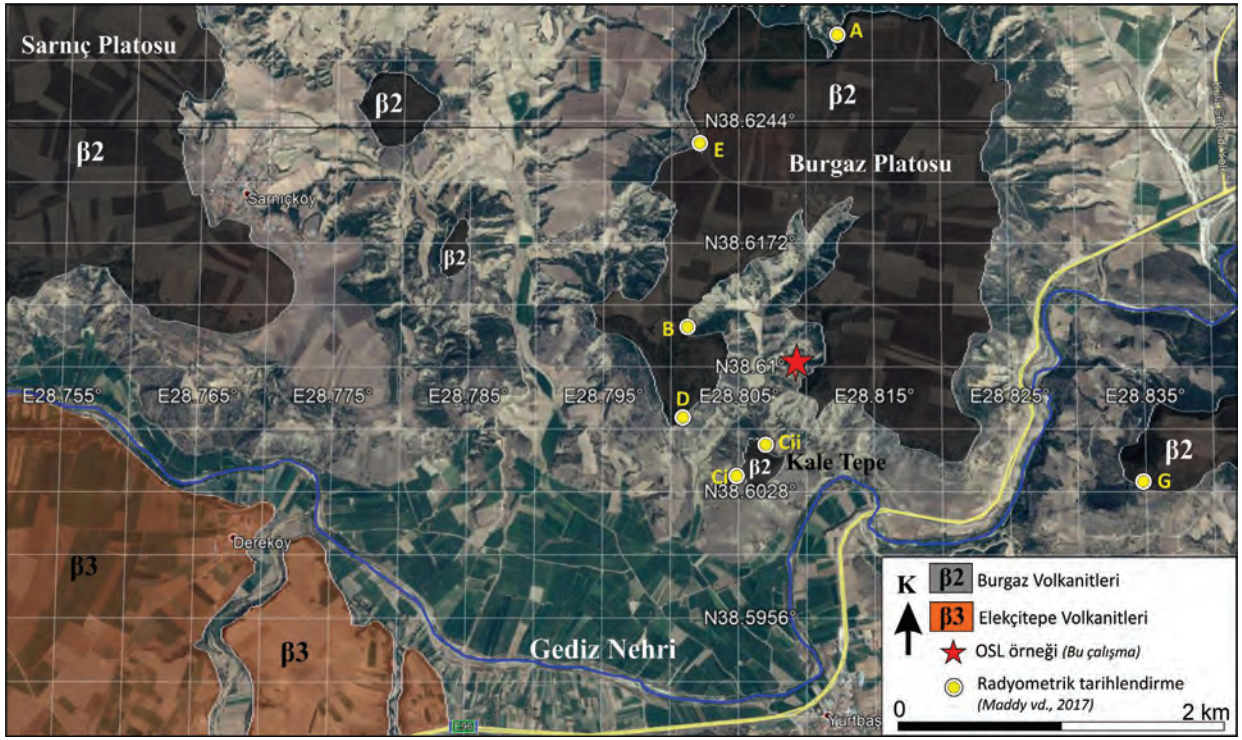 Sarnıç Platosu
β2
β2
A
β2
N38.6244°
E
Burgaz Platosu
Sarnıçköy
N38.6172°
β2
B
N38.61°
E28.755°
E28.765°
E28.775°
E28.785°
E28.795°
E28.805°
E28.815°
E28.825°
E28.835°
D
Cii
β2
Kale Tepe
Ci
N38.6028°
β2
G
Dereköy
β3
β3
N38.5956°
Gediz Nehri
E96
Yurtbaş
K
β2 Burgaz Volkanitleri
β3 Elekçitepe Volkanitleri
OSL örneği (Bu çalışma)
Radyometrik tarihlendirme
(Maddy vd., 2017)
0
2 km